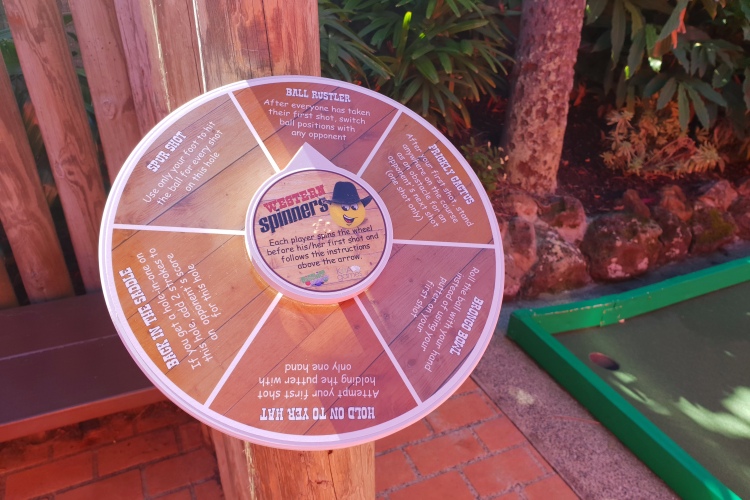 BALL RUSTLER
After everyone has taken
their first shot, switch
ball positions with
any opponent
PRICKLY CACTUS
After your first shot stand
anywhere on the course
as an obstacle for an
opponent's next shot
(one shot only)
BRONCO BOWL
Roll the ball with your hand
instead of using your
putter on your
first shot
HOLD ON TO YER HAT
Attempt your first shot
holding the putter with
only one hand
BACK IN THE SADDLE
If you get a hole-in-one on
this hole, add 2 strokes to
an opponent's score
for this hole
SPUR SHOT
Use only your foot to hit
the ball for every shot
on this hole
WESTERN
spinners
Each player spins the wheel
before his/her first shot and
follows the instructions
above the arrow.